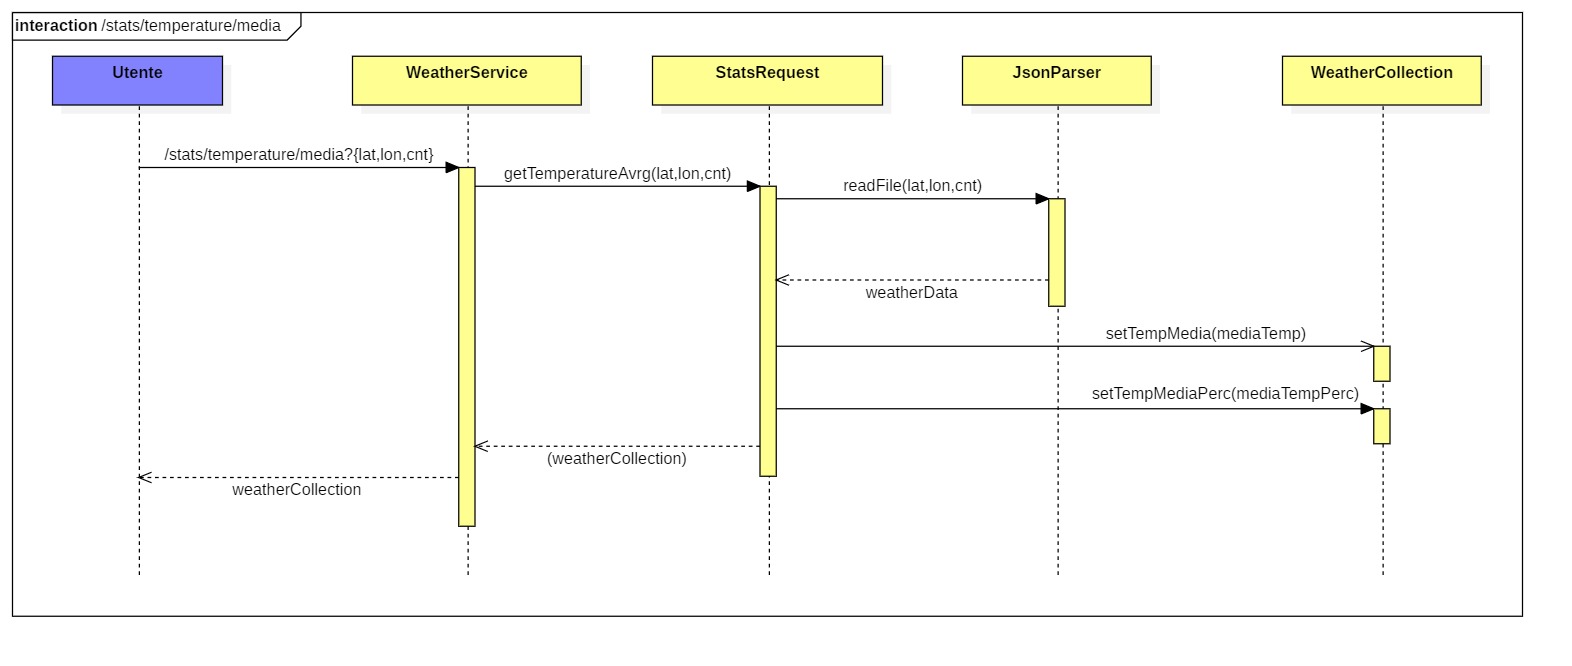 interaction /stats/temperature/media
Utente
WeatherService
StatsRequest
JsonParser
WeatherCollection
/stats/temperature/media?{lat,lon,cnt}
getTemperatureAvrg(lat,lon,cnt)
readFile(lat,lon,cnt)
weatherData
setTempMedia(mediaTemp)
setTempMediaPerc(mediaTempPerc)
(weatherCollection)
weatherCollection